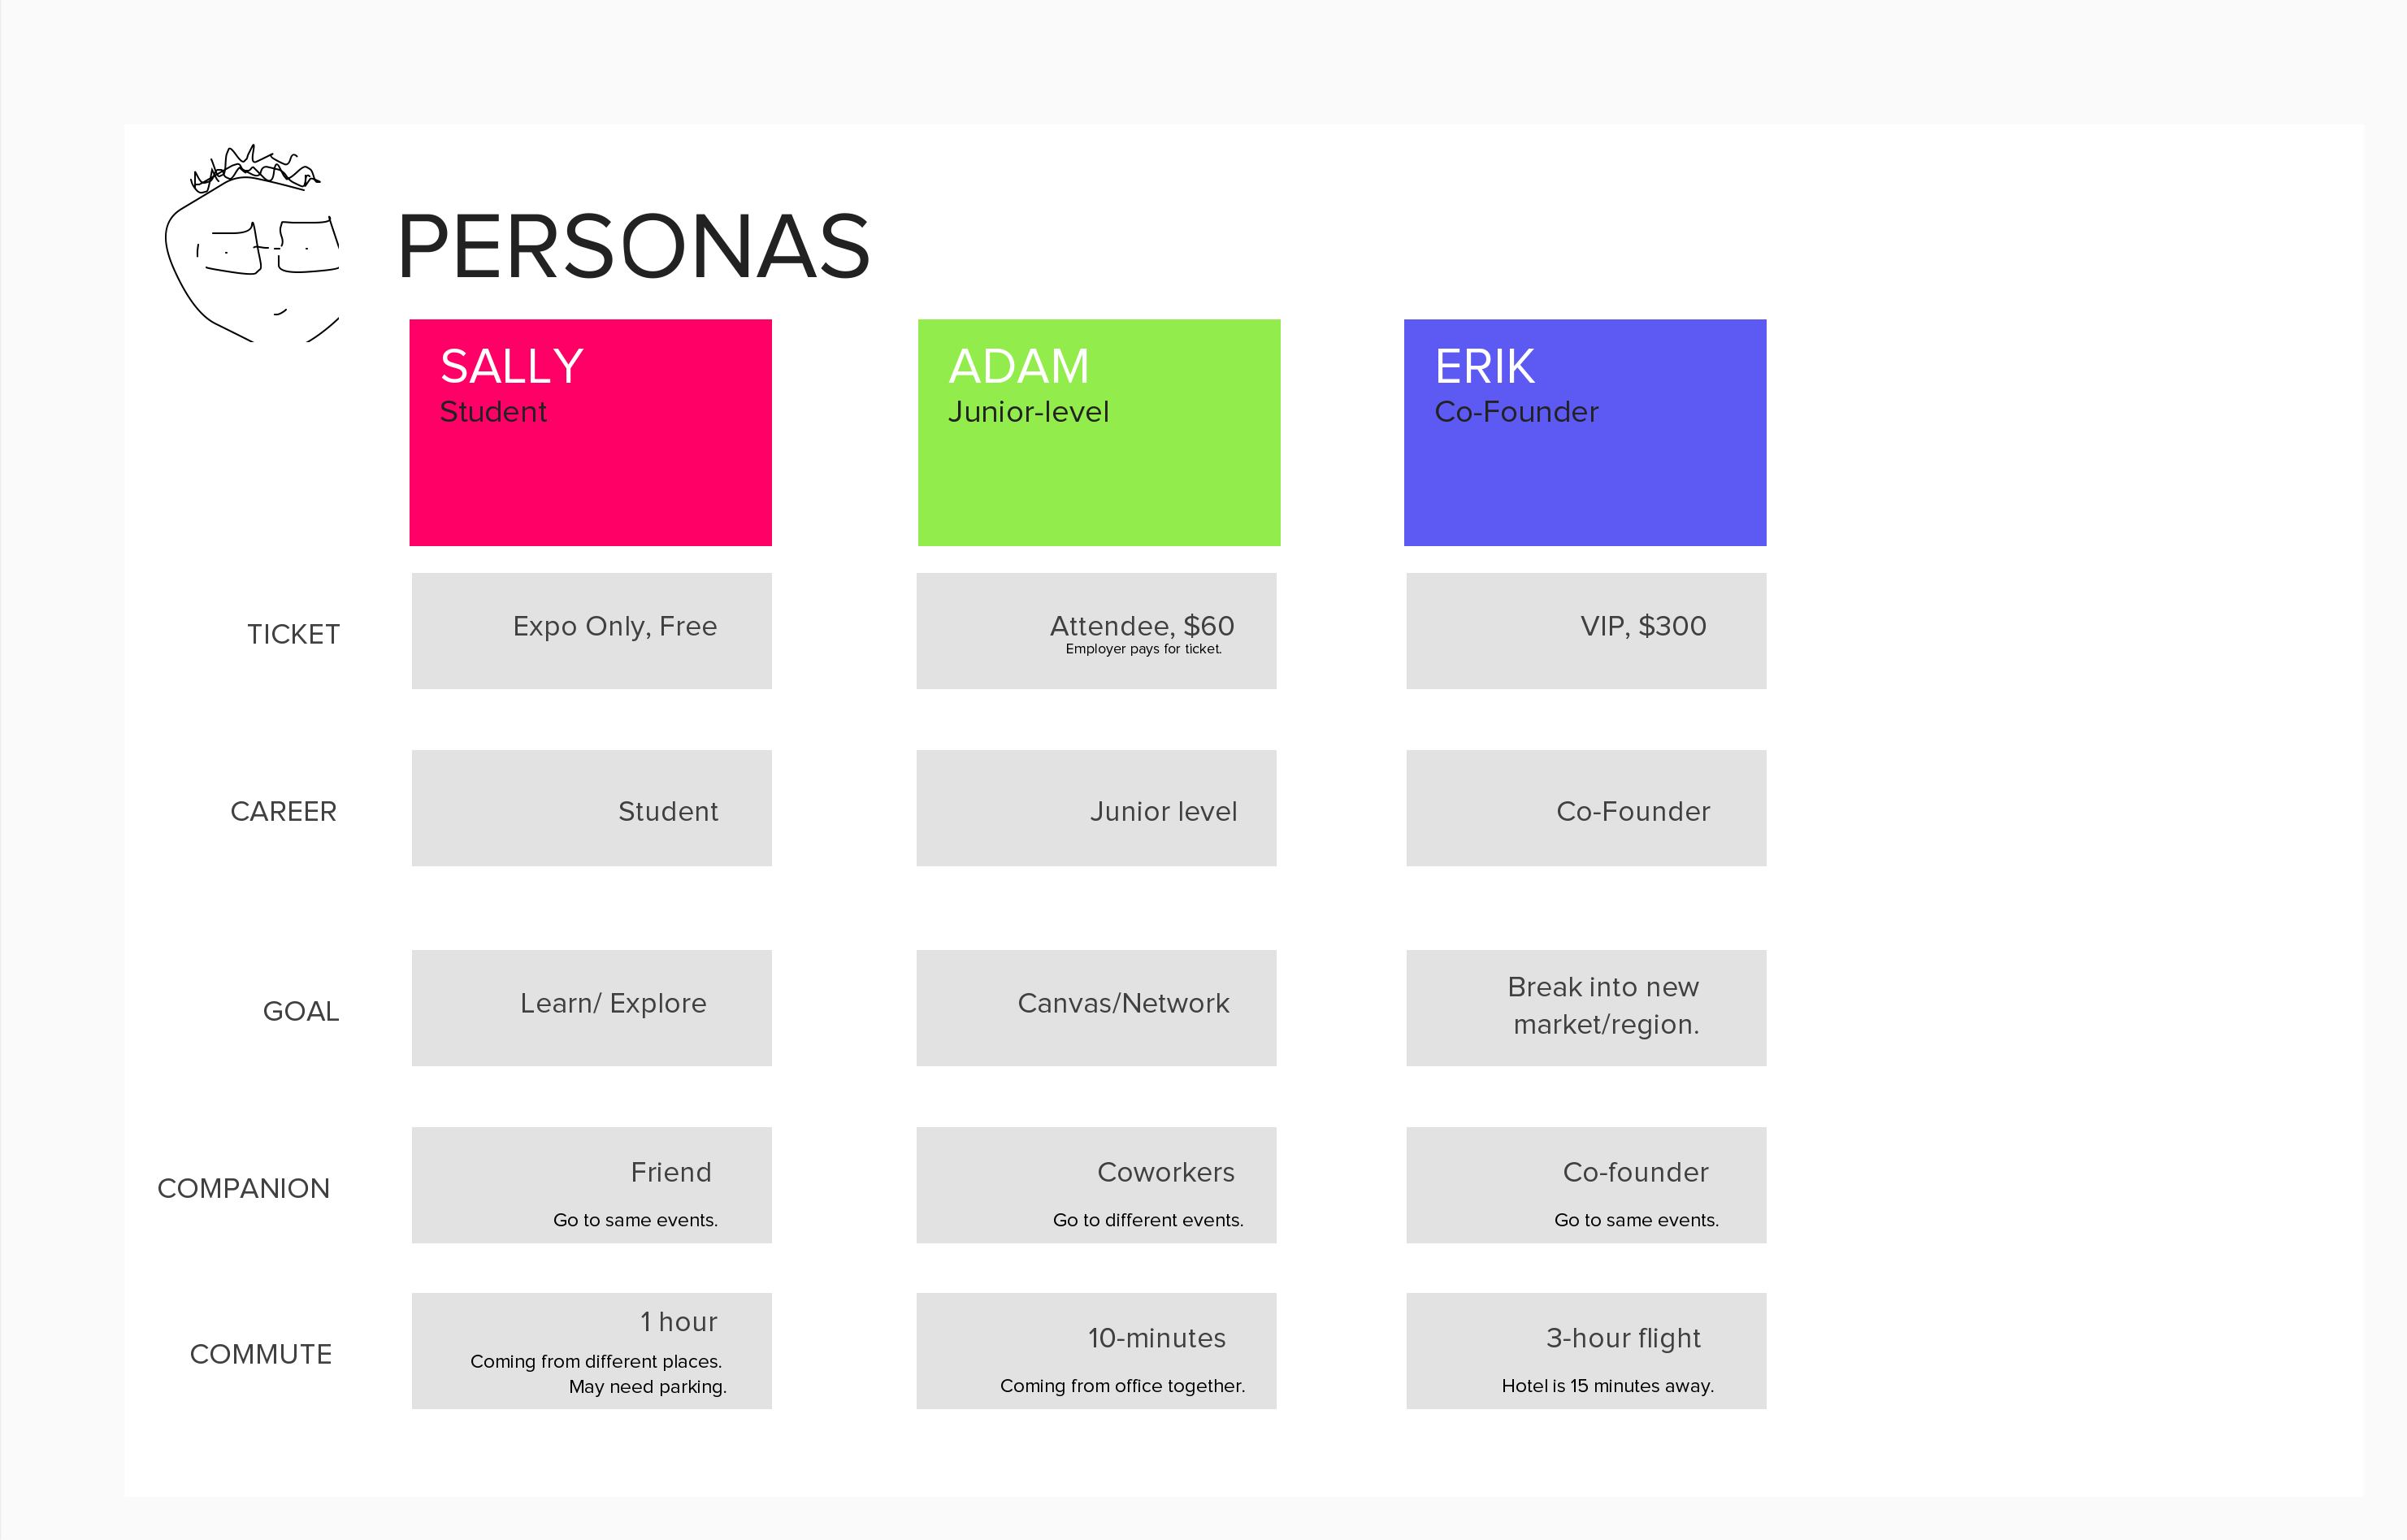 PERSONAS
SALLY
Student
ADAM
Junior-level
ERIK
Co-Founder
TICKET
Expo Only, Free
Attendee, $60
Employer pays for ticket.
VIP, $300
CAREER
Student
Junior level
Co-Founder
GOAL
Learn/ Explore
Canvas/Network
Break into new
market/region.
COMPANION
Friend
Go to same events.
Coworkers
Go to different events.
Co-founder
Go to same events.
COMMUTE
1 hour
Coming from different places.
May need parking.
10-minutes
Coming from office together.
3-hour flight
Hotel is 15 minutes away.